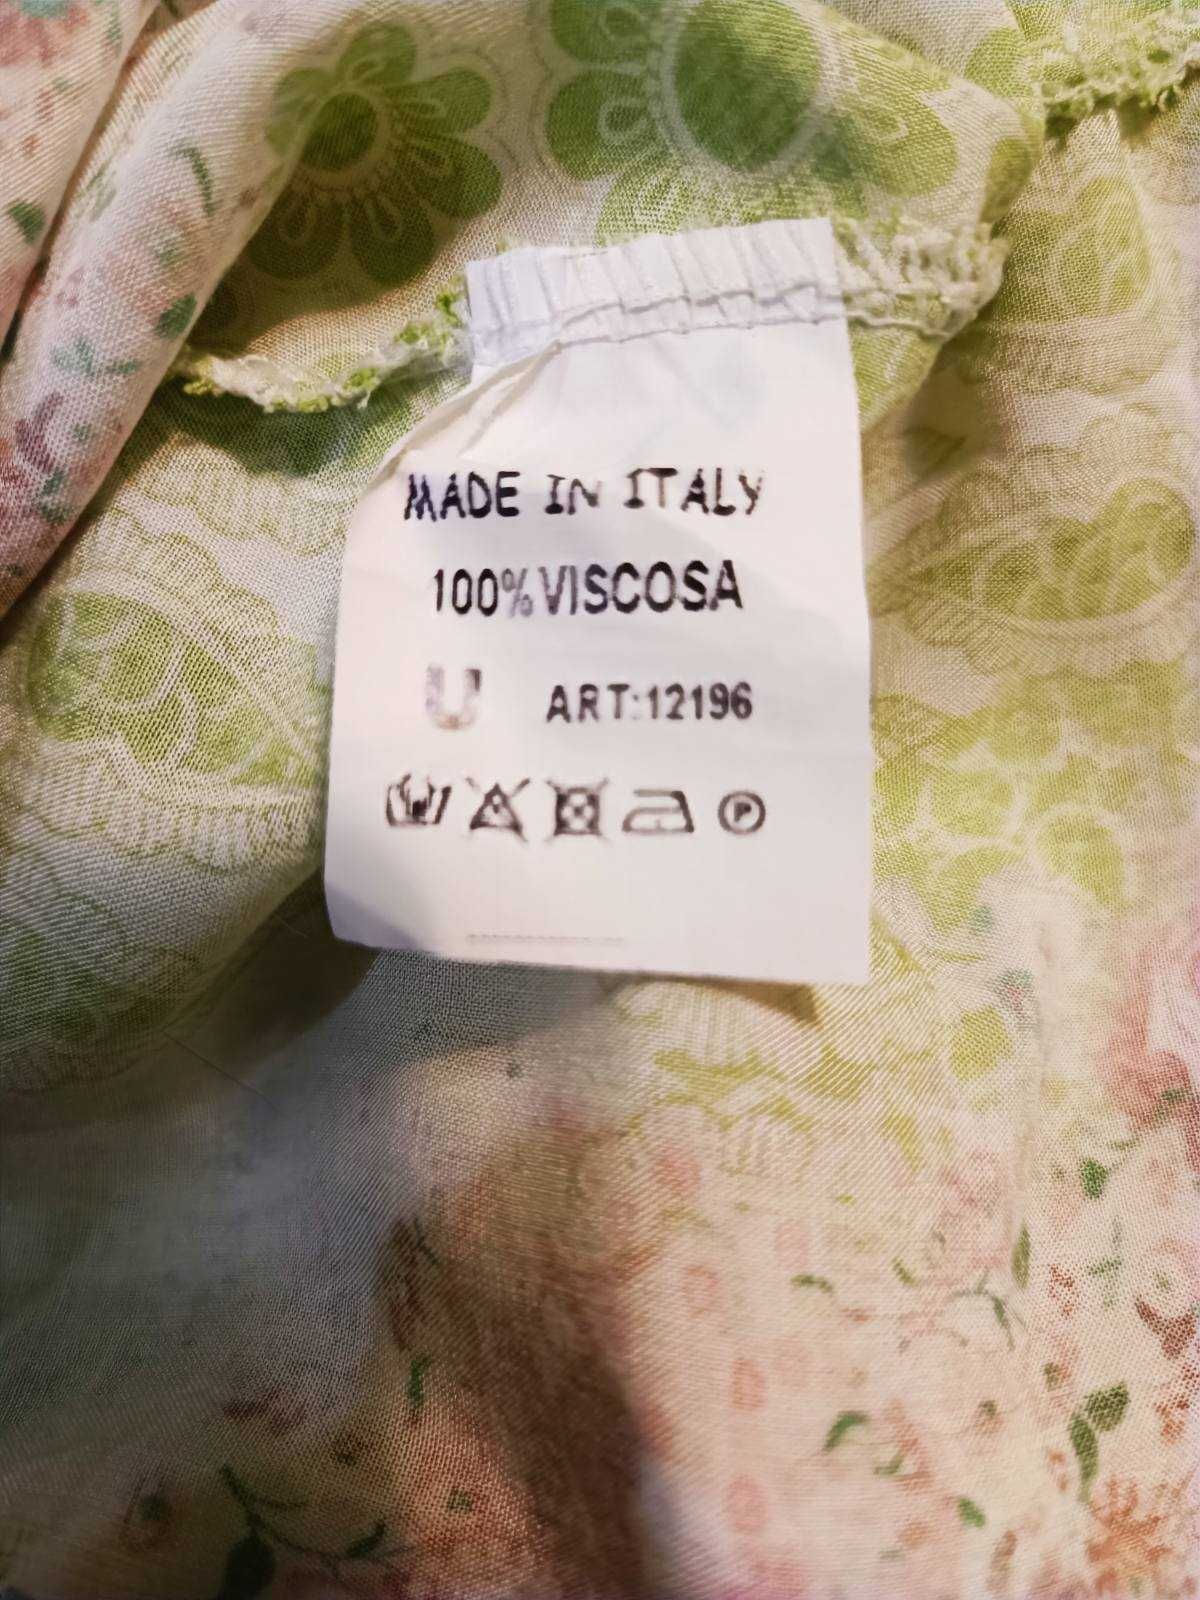 MADE IN ITALY
100% VISCOSA
U ART:12196
P